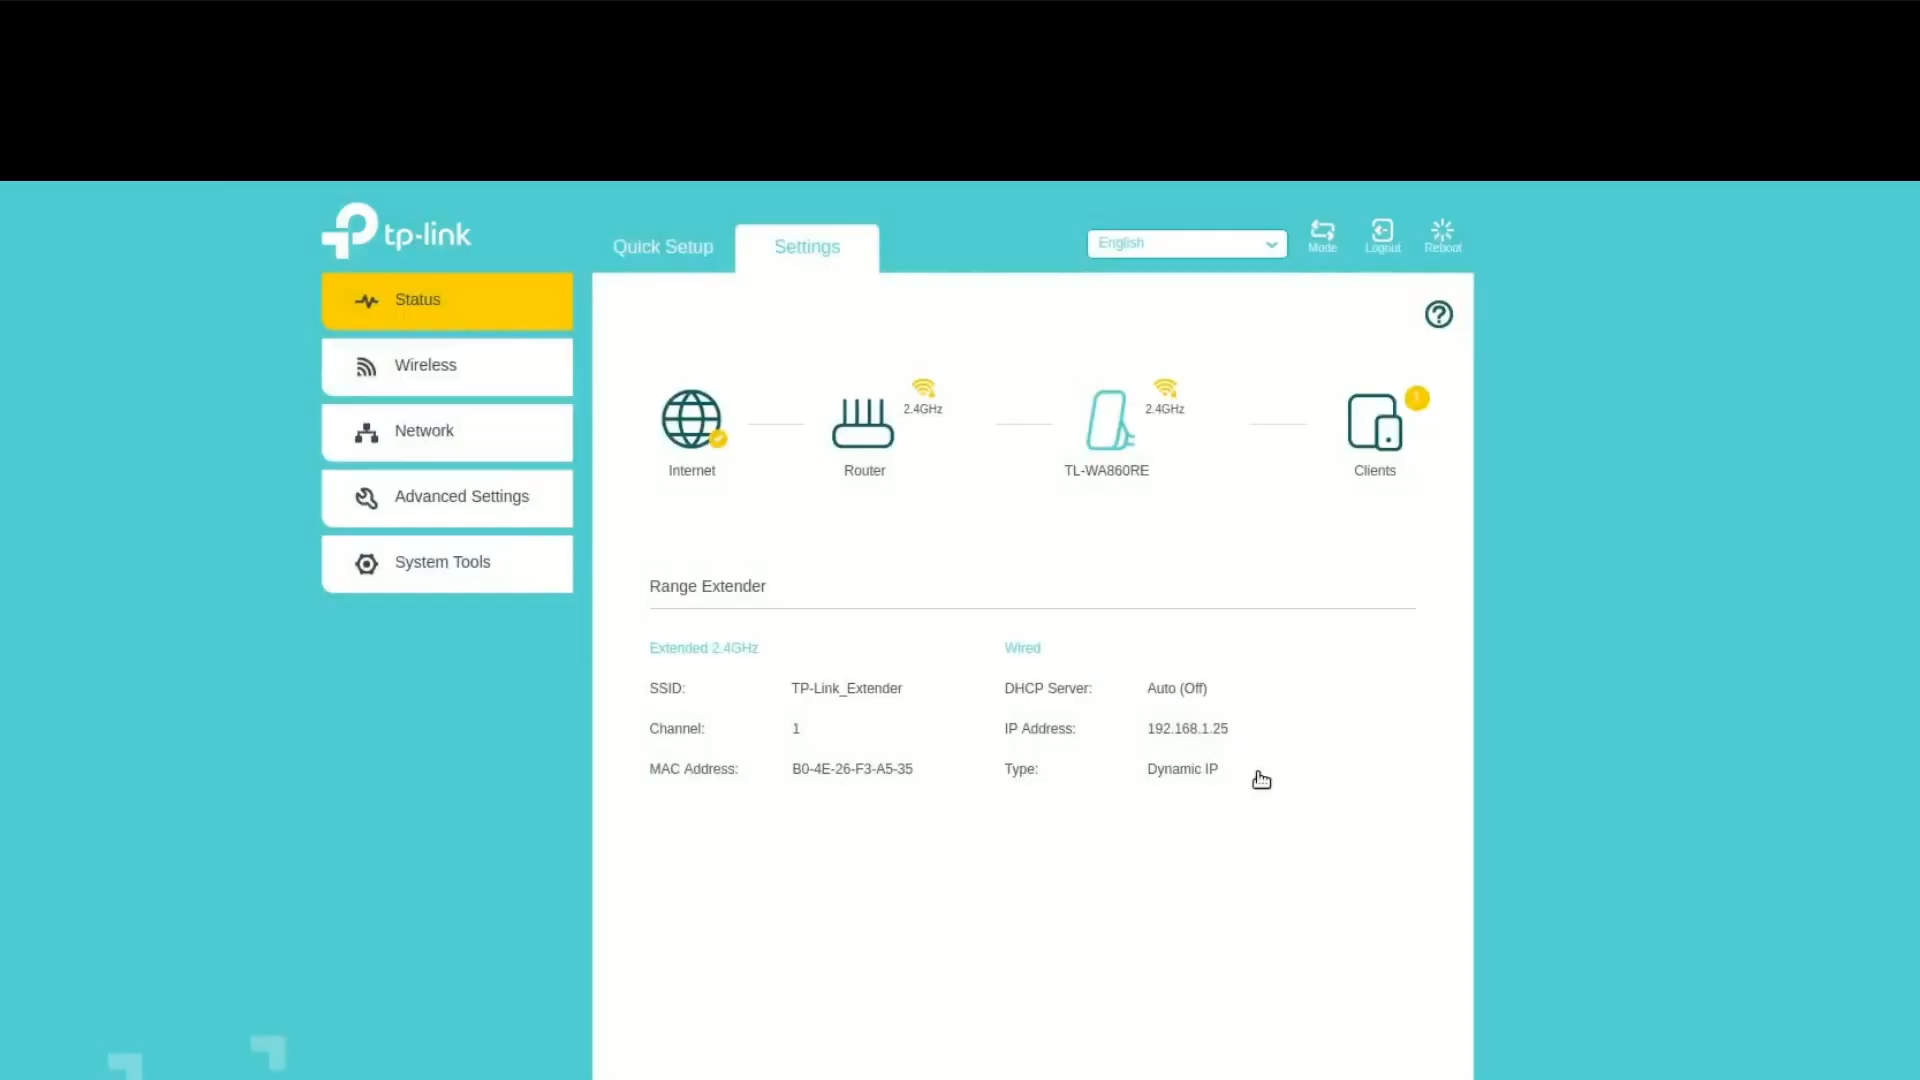 tp-link
Quick Setup
Settings
English
Mode
Logout
Reboot
Status
Wireless
Network
Advanced Settings
System Tools
2.4GHz
2.4GHz
Internet
Router
TL-WA860RE
Clients
Range Extender
Extended 2.4GHz
Wired
SSID: TP-Link_Extender
DHCP Server: Auto (Off)
Channel: 1
IP Address: 192.168.1.25
MAC Address: B0-4E-26-F3-A5-35
Type: Dynamic IP